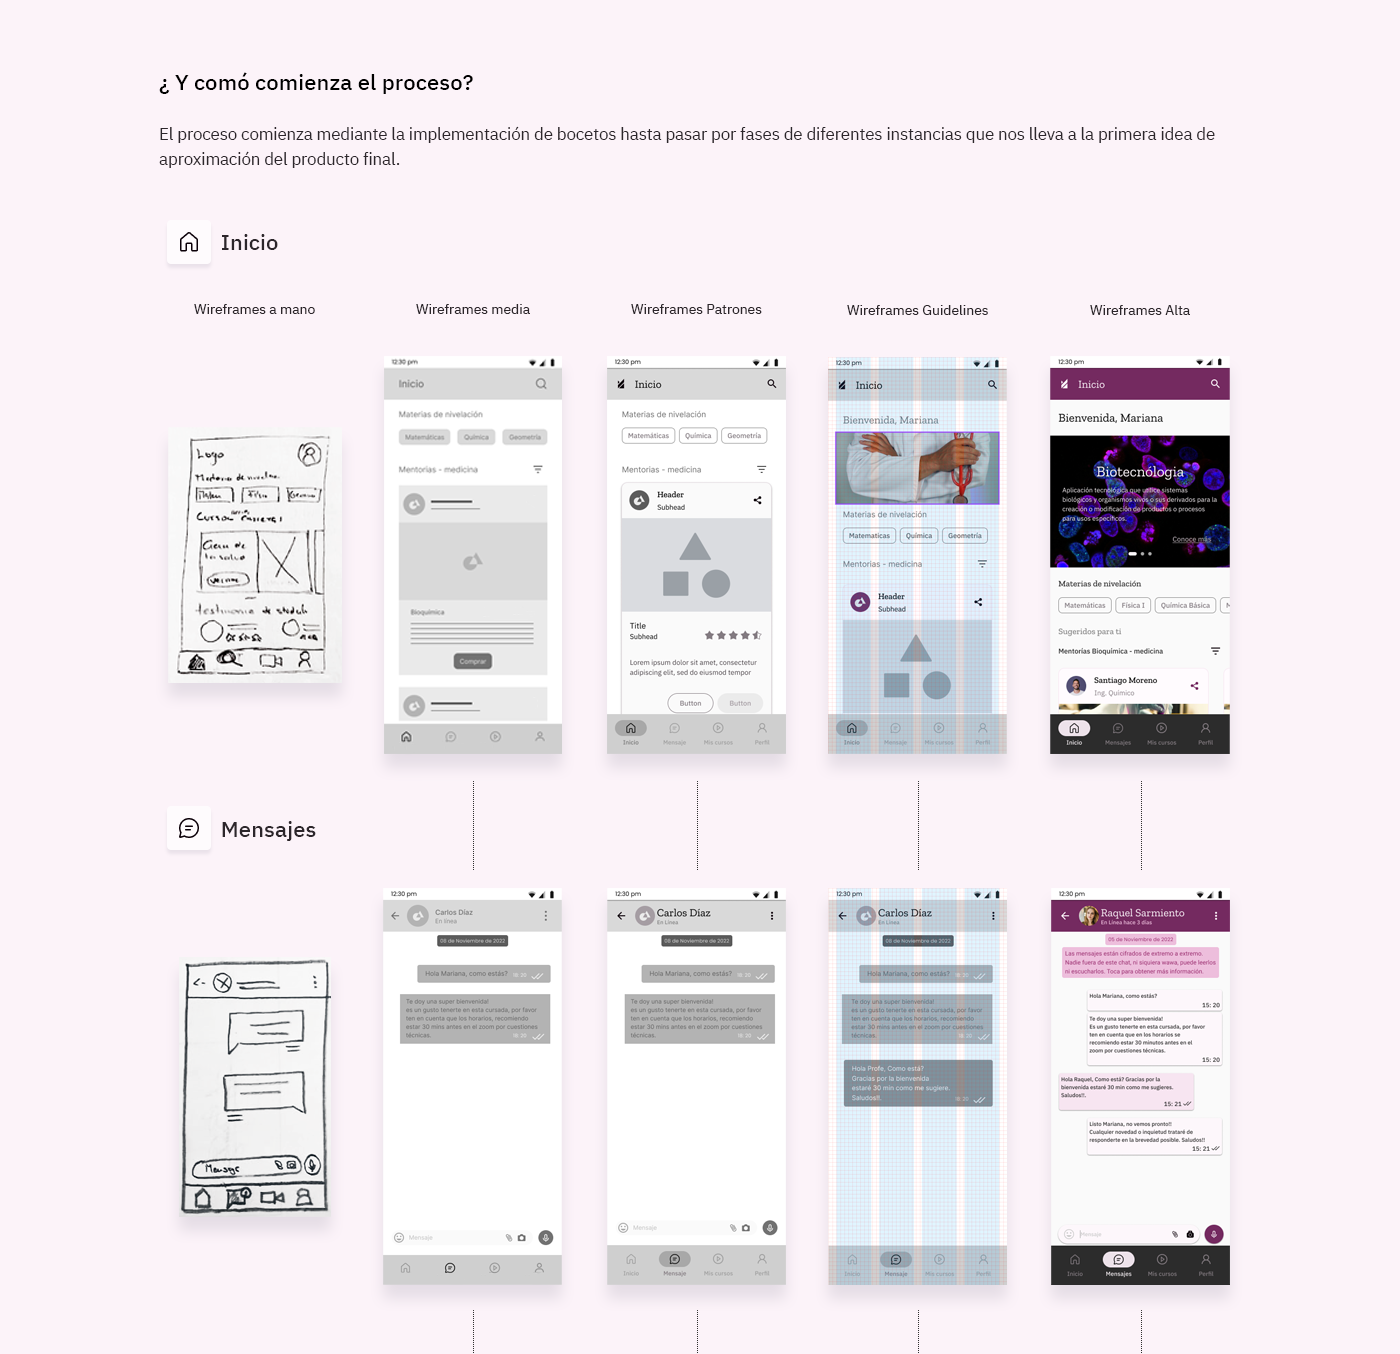 ¿ Y comó comienza el proceso?
El proceso comienza mediante la implementación de bocetos hasta pasar por fases de diferentes instancias que nos lleva a la primera idea de
aproximación del producto final.
Inicio
Wireframes a mano
Wireframes media
Wireframes Patrones
Wireframes Guidelines
Wireframes Alta
Logo
12:30 pm
Inicio
Materias de nivelación
Matemáticas Química Geometría
Mentorias - medicina
Bioquímica
Comprar
12:30 pm
Inicio
Materias de nivelación
Matemáticas Química Geometría
Mentorias - medicina
Header
Subhead
Title
Subhead
Lorem ipsum dolor sit amet, consectetur
adipiscing elit, sed do eiusmod tempor
Button Button
Inicio Mensaje Mis cursos Perfil
12:30 pm
Inicio
Bienvenida, Mariana
Materias de nivelación
Matematicas Química Geometría
Mentorias - medicina
Header
Subhead
Inicio Mensaje Mis cursos Perfil
12:30 pm
Inicio
Bienvenida, Mariana
Biotecnólogia
Aplicación tecnológica que utilice sistemas
biológicos y organismos vivos o sus derivados para la
creación o modificación de productos o procesos
para usos específicos.
Conoce más
Materias de nivelación
Matemáticas Física I Química Básica
Sugeridos para ti
Mentorías Bioquímica - medicina
Santiago Moreno
Ing. Quimico
Inicio Mensajes Mis cursos Perfil
Mensajes
Mensaje
12:30 pm
Carlos Díaz
En línea
08 de Noviembre de 2022
Hola Mariana, como estás? 18: 20
Te doy una super bienvenida!
es un gusto tenerte en esta cursada, por favor
ten en cuenta que los horarios, recomiendo
estar 30 mins antes en el zoom por cuestiones
técnicas. 18: 20
Mensaje
12:30 pm
Carlos Díaz
En Línea
08 de Noviembre de 2022
Hola Mariana, como estás? 18: 20
Te doy una super bienvenida!
es un gusto tenerte en esta cursada, por favor
ten en cuenta que los horarios, recomiendo
estar 30 mins antes en el zoom por cuestiones
técnicas. 18: 20
Mensaje
Inicio Mensaje Mis cursos Perfil
12:30 pm
Carlos Díaz
En Línea
08 de Noviembre de 2022
Hola Mariana, como estás? 18: 20
Te doy una super bienvenida!
es un gusto tenerte en esta cursada, por favor
ten en cuenta que los horarios, recomiendo
estar 30 mins antes en el zoom por cuestiones
técnicas. 18: 20
Hola Profe, Como está?
Gracias por la bienvenida
estaré 30 min como me sugiere.
Saludos!!. 18: 20
Inicio Mensaje Mis cursos Perfil
12:30 pm
Raquel Sarmiento
En Línea hace 3 días
05 de Noviembre de 2022
Las mensajes están cifrados de extremo a extremo.
Nadie fuera de este chat, ni siquiera wawa, puede leerlos
ni escucharlos. Toca para obtener más información.
Hola Mariana, como estás?
15: 20
Te doy una super bienvenida!
Es un gusto tenerte en esta cursada, por favor
ten en cuenta que en los horarios se
recomiendo estar 30 minutos antes en el
zoom por cuestiones técnicas.
15: 20
Hola Raquel, Como está? Gracias por la
bienvenida estaré 30 min como me sugieres.
Saludos!!.
15: 21
Listo Mariana, no vemos pronto!!
Cualquier novedad o inquietud trataré de
responderte en la brevedad posible. Saludos!!
15: 21
Mensaje
Inicio Mensajes Mis cursos Perfil